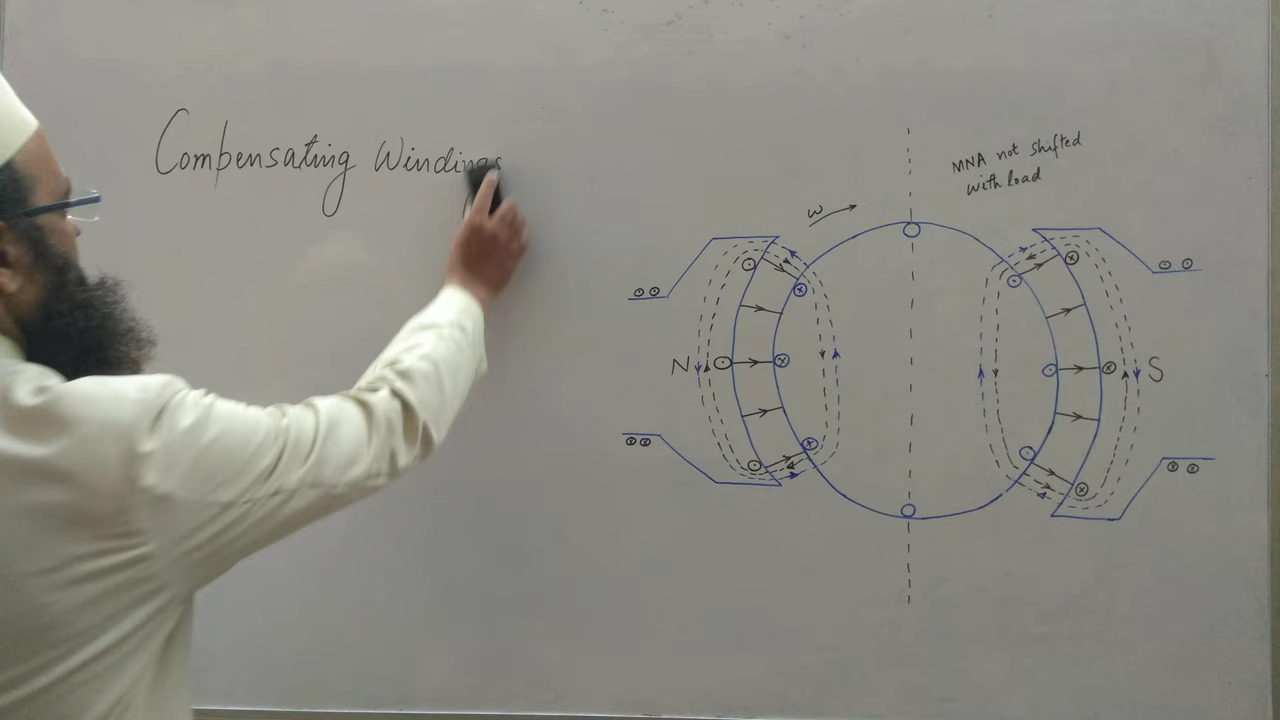 Compensating Windings
MNA not shifted
with load
ω
N
S